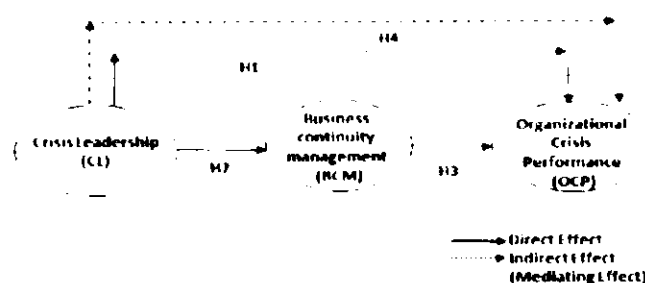 H4
H1
Crisis Leadership
(CL)
H2
Business
continuity
management
(BCM)
H3
Organizational
Crisis
Performance
(OCP)
Direct Effect
Indirect Effect
(Mediating Effect)